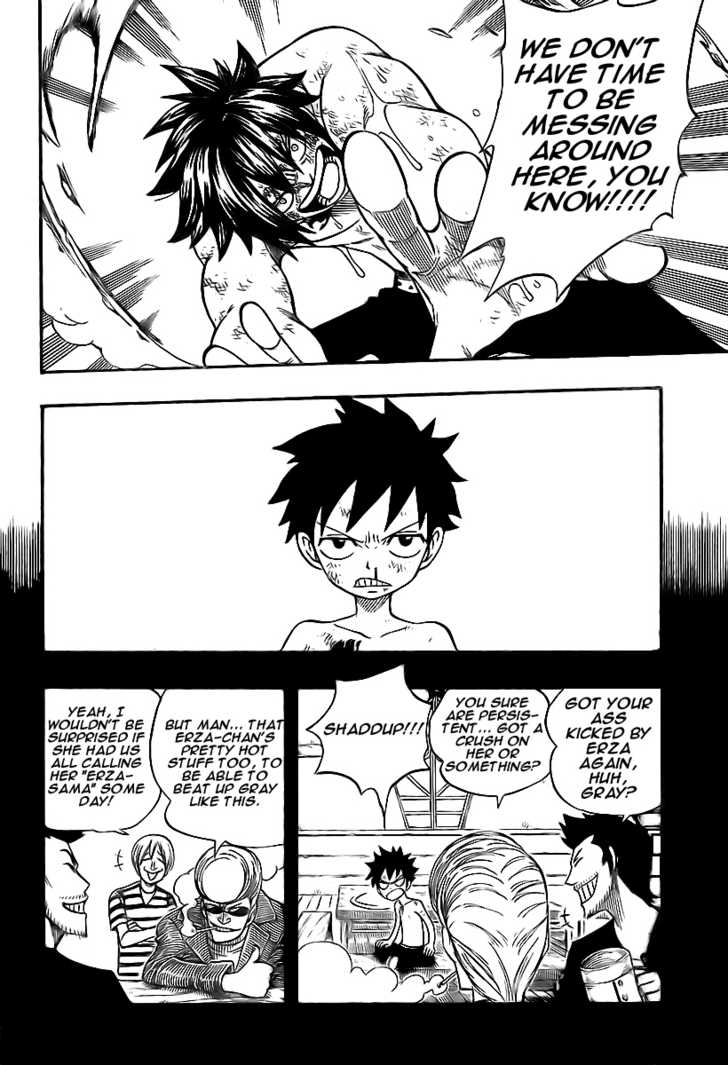 WE DON'T
HAVE TIME
TO BE
MESSING
AROUND
HERE, YOU
KNOW!!!!
GOT YOUR
ASS
KICKED BY
ERZA
AGAIN,
HUH,
GRAY?
YOU SURE
ARE PERSIS-
TENT... GOT A
CRUSH ON
HER OR
SOMETHING?
SHADDUP!!!
BUT MAN... THAT
ERZA-CHAN'S
PRETTY HOT
STUFF TOO, TO
BE ABLE TO
BEAT UP GRAY
LIKE THIS.
YEAH, I
WOULDN'T BE
SURPRISED IF
SHE HAD US
ALL CALLING
HER "ERZA-
SAMA" SOME
DAY!